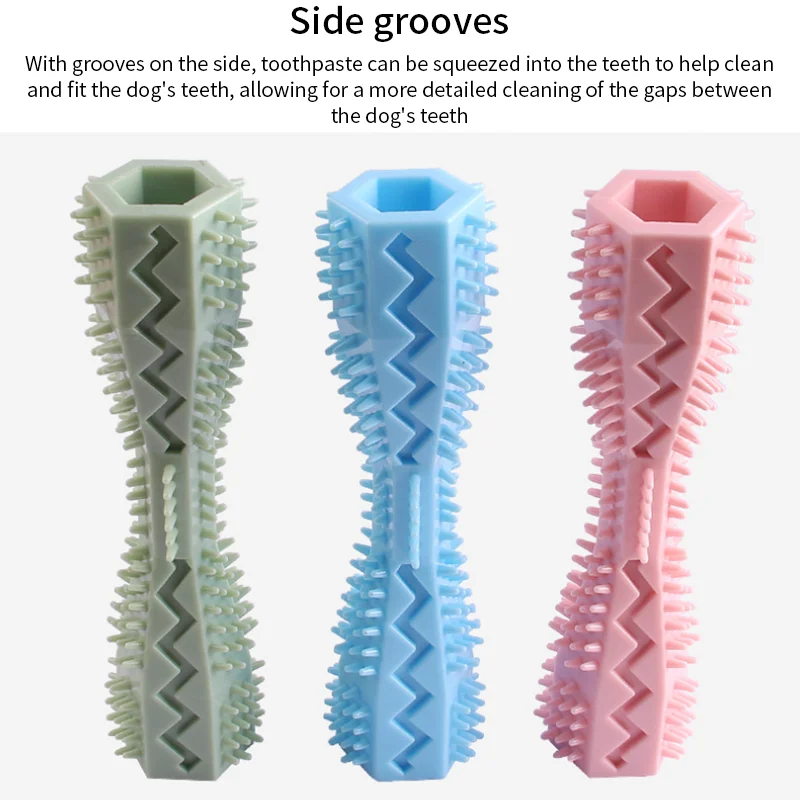 Side grooves
With grooves on the side, toothpaste can be squeezed into the teeth to help clean
and fit the dog's teeth, allowing for a more detailed cleaning of the gaps between
the dog's teeth